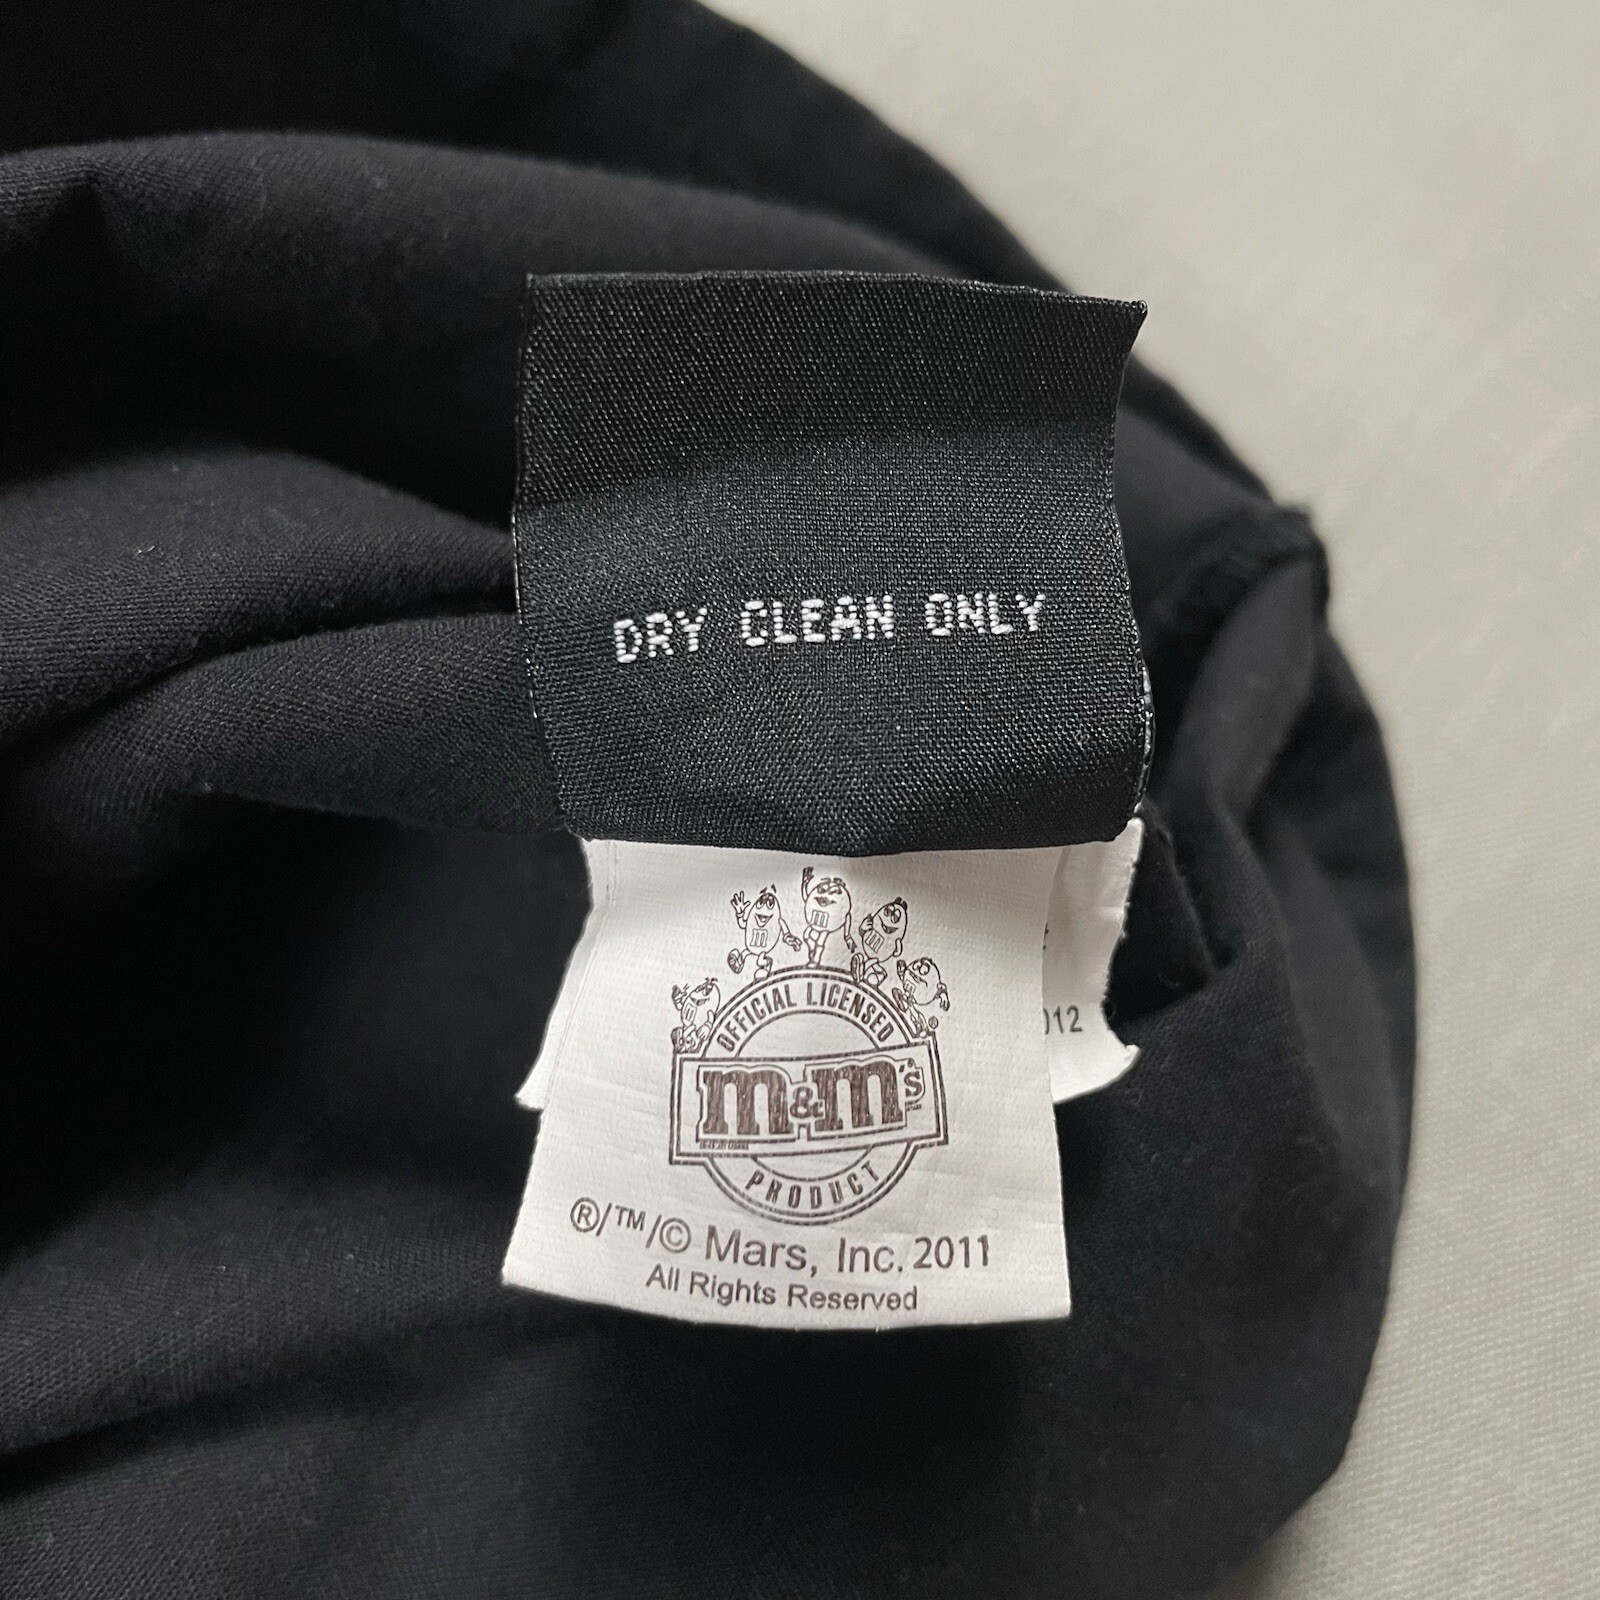 DRY CLEAN ONLY
OFFICIAL LICENSED
m&m's
PRODUCT
®/™/© Mars, Inc. 2011
All Rights Reserved